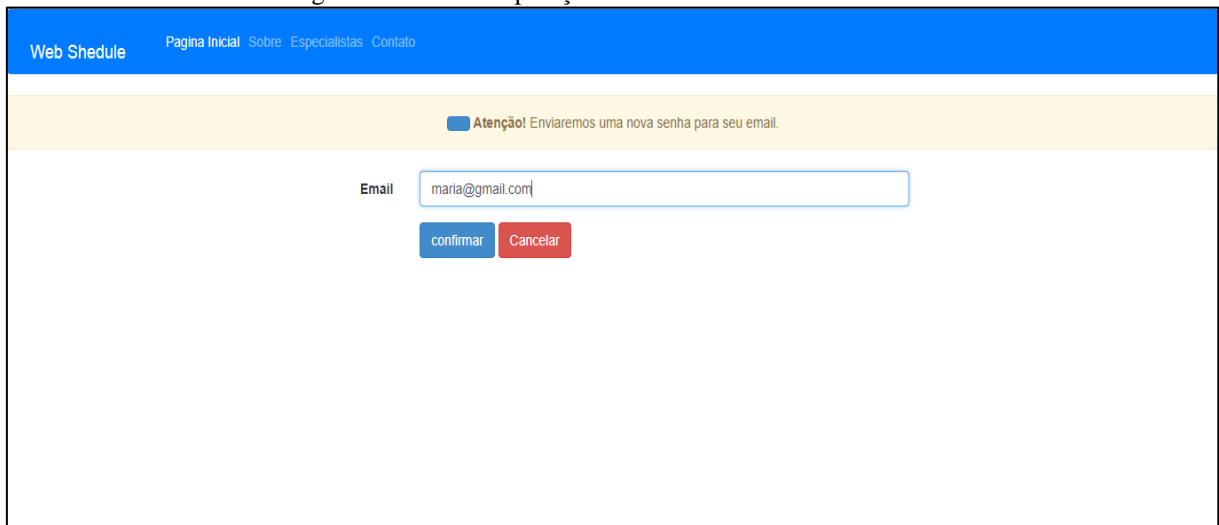 Web Shedule
Pagina Inicial Sobre Especialistas Contato
Atenção! Enviaremos uma nova senha para seu email.
Email
maria@gmail.com
confirmar Cancelar